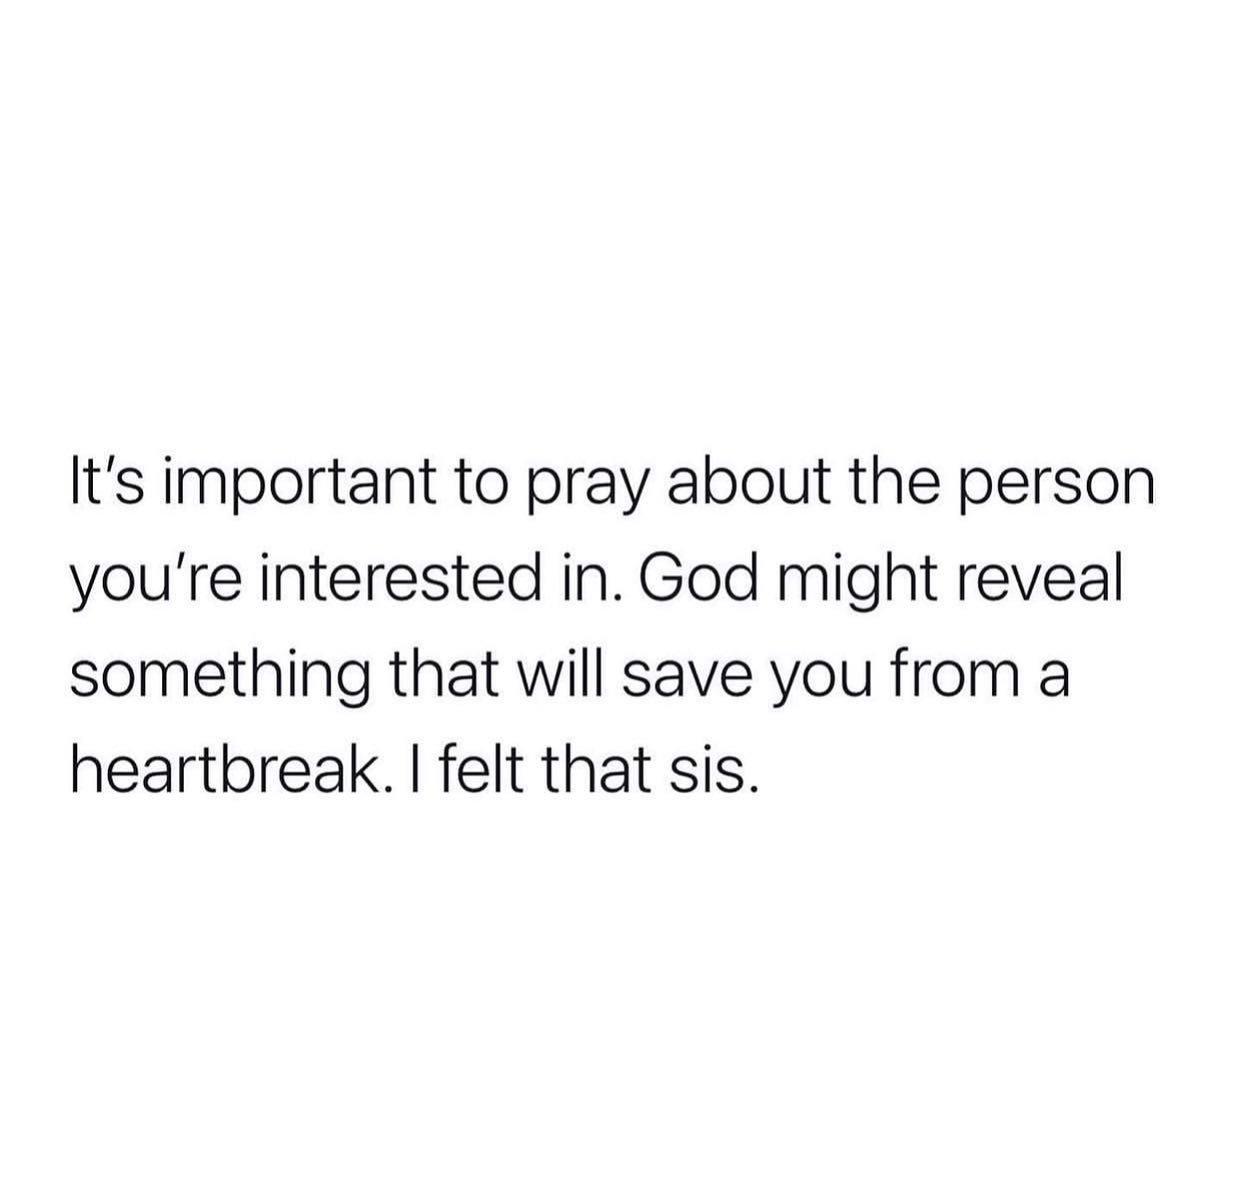 It's important to pray about the person
you're interested in. God might reveal
something that will save you from a
heartbreak. I felt that sis.